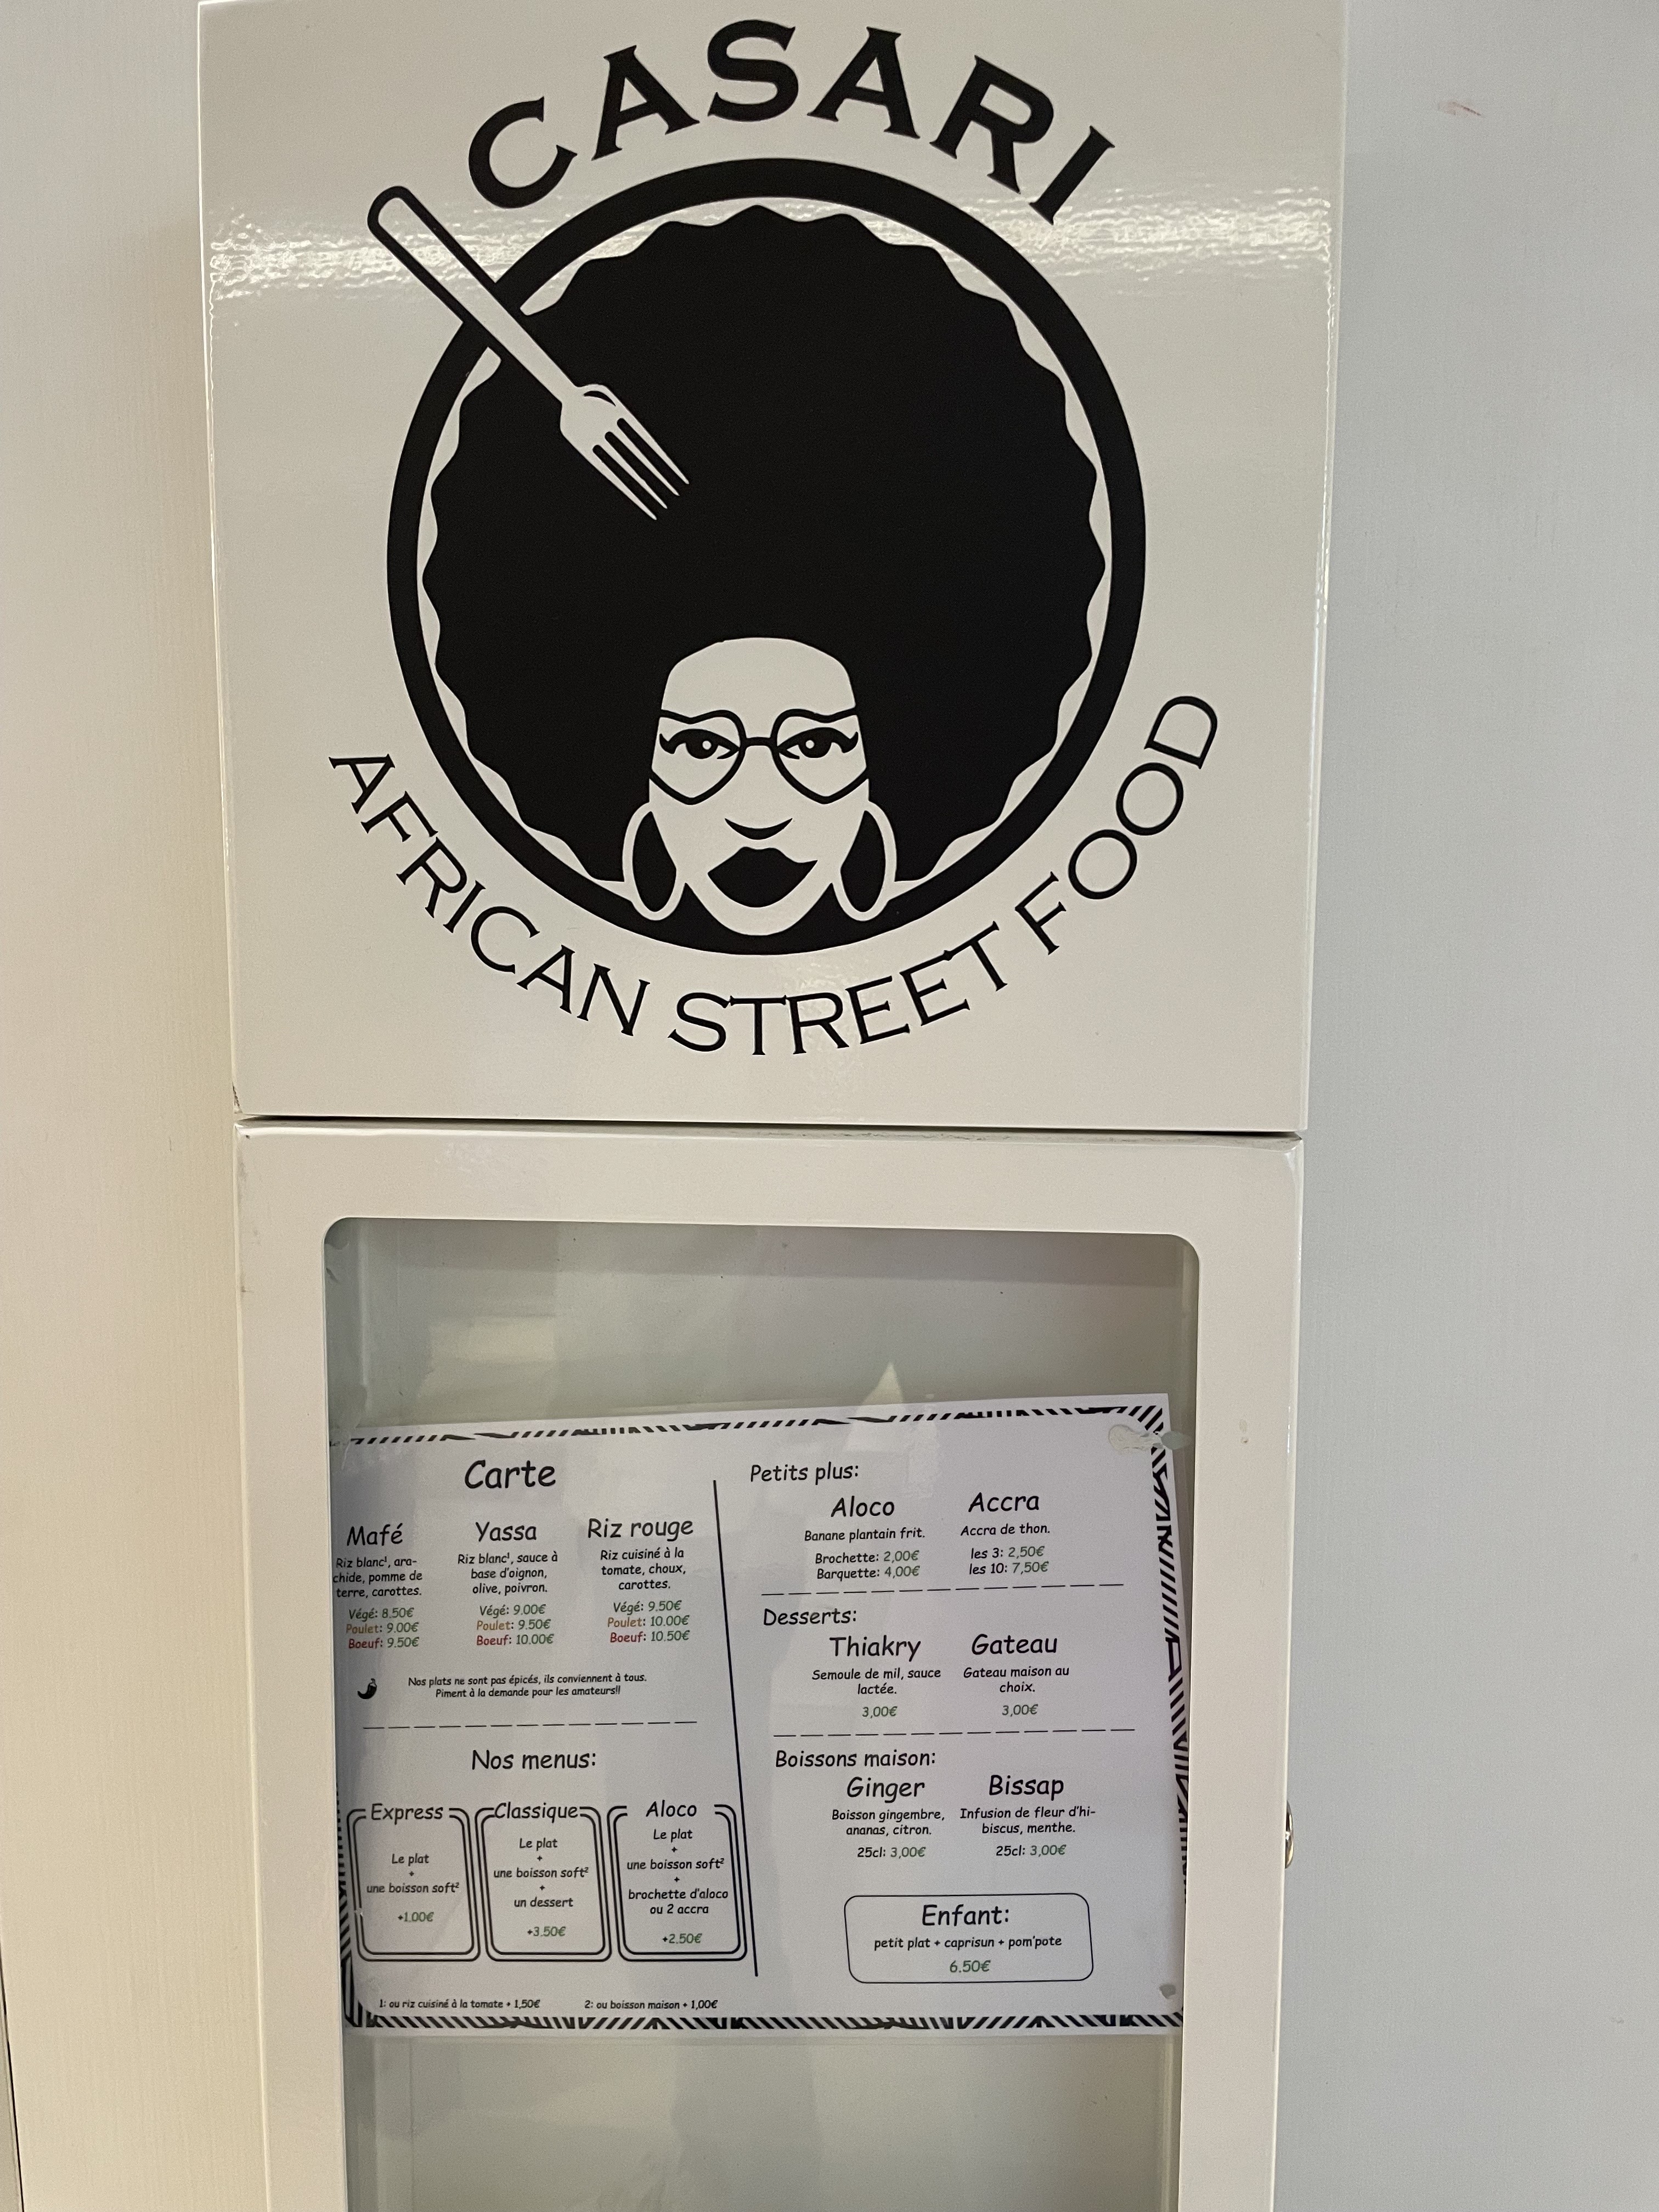 CASARI
AFRICAN STREET FOOD
Carte
Mafé
Riz blanc¹, ara-
chide, pomme de
terre, carottes.
Végé: 8.50€
Poulet: 9.00€
Boeuf: 9.50€
Yassa
Riz blanc¹, sauce à
base d'oignon,
olive, poivron.
Végé: 9.00€
Poulet: 9.50€
Boeuf: 10.00€
Riz rouge
Riz cuisiné à la
tomate, choux,
carottes.
Végé: 9.50€
Poulet: 10.00€
Boeuf: 10.50€
Nos plats ne sont pas épicés, ils conviennent à tous.
Piment à la demande pour les amateurs!!
Nos menus:
Express
Le plat
+
une boisson soft²
+1.00€
Classique
Le plat
+
une boisson soft²
+
un dessert
+3.50€
Aloco
Le plat
+
une boisson soft²
+
brochette d'aloco
ou 2 accra
+2.50€
1: ou riz cuisiné à la tomate + 1,50€
2: ou boisson maison + 1,00€
Petits plus:
Aloco
Banane plantain frit.
Brochette: 2,00€
Barquette: 4,00€
Accra
Accra de thon.
les 3: 2,50€
les 10: 7,50€
Desserts:
Thiakry
Semoule de mil, sauce
lactée.
3,00€
Gateau
Gateau maison au
choix.
3,00€
Boissons maison:
Ginger
Boisson gingembre,
ananas, citron.
25cl: 3,00€
Bissap
Infusion de fleur d'hi-
biscus, menthe.
25cl: 3,00€
Enfant:
petit plat + caprisun + pom'pote
6.50€